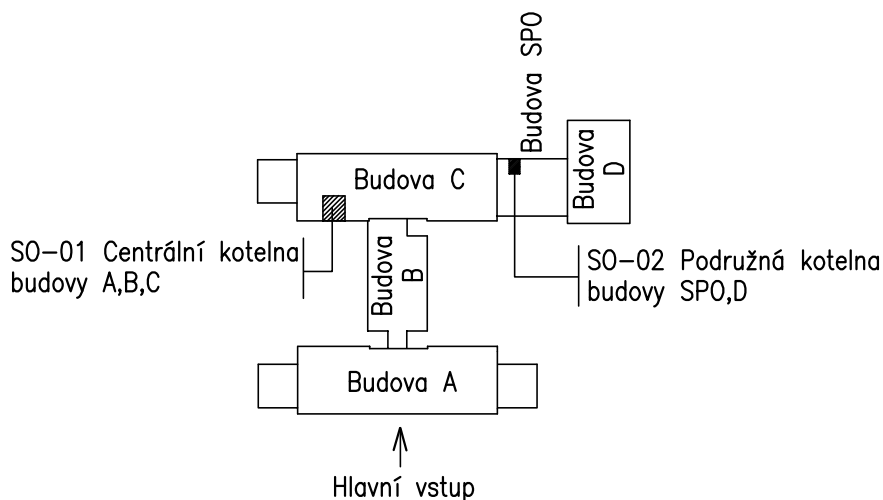 Budova SPO
Budova
D
Budova C
SO-01 Centrální kotelna
budovy A,B,C
Budova
B
SO-02 Podružná kotelna
budovy SPO,D
Budova A
Hlavní vstup